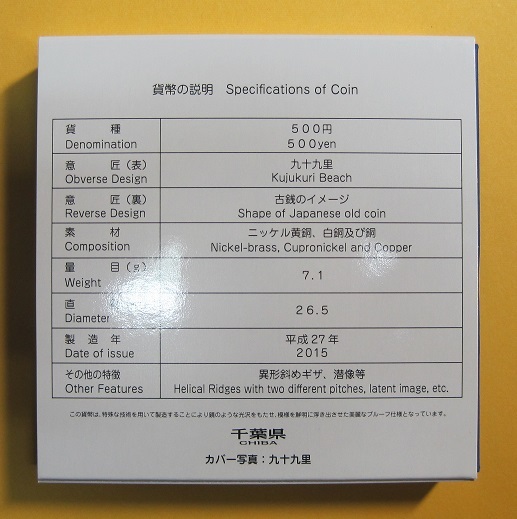 貨幣の説明 Specifications of Coin
貨 種 500円
Denomination 500yen
意 匠(表) 九十九里
Obverse Design Kujukuri Beach
意 匠(裏) 古銭のイメージ
Reverse Design Shape of Japanese old coin
素 材 ニッケル黄銅、白銅及び銅
Composition Nickel-brass, Cupronickel and Copper
量 目(g) 7.1
Weight
直 26.5
Diameter
製 造 年 平成27年
Date of issue 2015
その他の特徴 異形斜めギザ、潜像等
Other Features Helical Ridges with two different pitches, latent image, etc.
この貨幣は、特殊な技術を用いて製造することにより鏡のような光沢をもたせ、模様を鮮明に浮き出させた美麗なプルーフ仕様となっています。
千葉県
CHIBA
カバー写真:九十九里